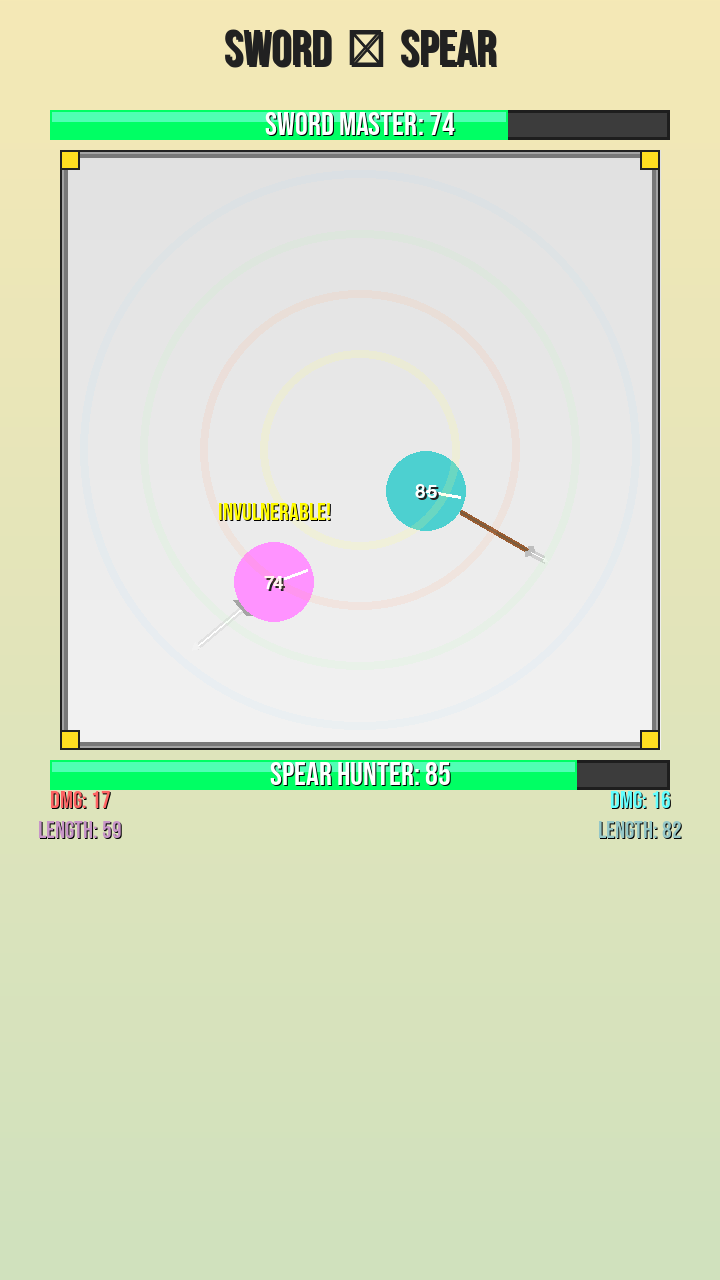 SWORD ☒ SPEAR
SWORD MASTER: 74
85
INVULNERABLE!
74
SPEAR HUNTER: 85
DMG: 17
DMG: 16
LENGTH: 59
LENGTH: 82